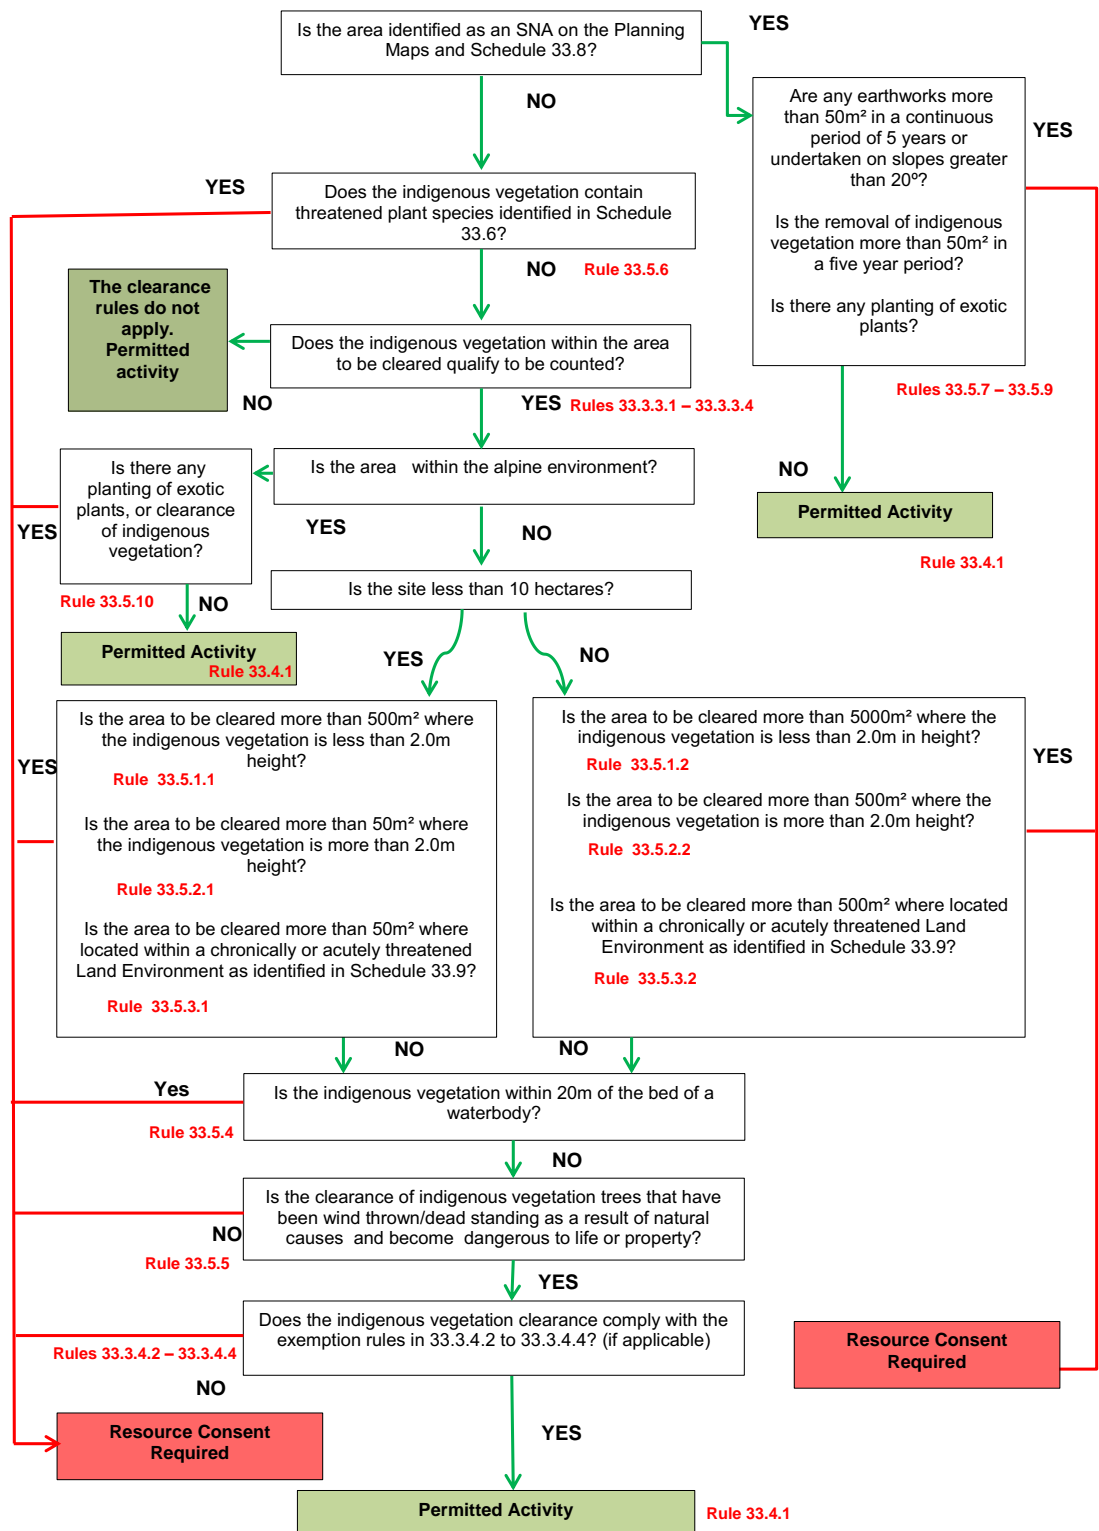 Is the area identified as an SNA on the Planning
Maps and Schedule 33.8?
YES
NO
Are any earthworks more
than 50m² in a continuous
period of 5 years or
undertaken on slopes greater
than 20º?
Is the removal of indigenous
vegetation more than 50m² in
a five year period?
Is there any planting of exotic
plants?
YES
YES
Does the indigenous vegetation contain
threatened plant species identified in Schedule
33.6?
NO
Rule 33.5.6
The clearance
rules do not
apply.
Permitted
activity
Does the indigenous vegetation within the area
to be cleared qualify to be counted?
NO
YES
Rules 33.3.3.1 – 33.3.3.4
Rules 33.5.7 – 33.5.9
NO
Permitted Activity
Rule 33.4.1
Is the area within the alpine environment?
Is there any
planting of exotic
plants, or clearance
of indigenous
vegetation?
YES
YES
NO
Is the site less than 10 hectares?
Rule 33.5.10
NO
Permitted Activity
Rule 33.4.1
YES
NO
Is the area to be cleared more than 500m² where
the indigenous vegetation is less than 2.0m
height?
YES
Rule 33.5.1.1
Is the area to be cleared more than 50m² where
the indigenous vegetation is more than 2.0m
height?
Rule 33.5.2.1
Is the area to be cleared more than 50m² where
located within a chronically or acutely threatened
Land Environment as identified in Schedule 33.9?
Rule 33.5.3.1
Is the area to be cleared more than 5000m² where the
indigenous vegetation is less than 2.0m in height?
YES
Rule 33.5.1.2
Is the area to be cleared more than 500m² where the
indigenous vegetation is more than 2.0m height?
Rule 33.5.2.2
Is the area to be cleared more than 500m² where located
within a chronically or acutely threatened Land
Environment as identified in Schedule 33.9?
Rule 33.5.3.2
NO
NO
Yes
Is the indigenous vegetation within 20m of the bed of a
waterbody?
Rule 33.5.4
NO
Is the clearance of indigenous vegetation trees that have
been wind thrown/dead standing as a result of natural
causes and become dangerous to life or property?
NO
Rule 33.5.5
YES
Does the indigenous vegetation clearance comply with the
exemption rules in 33.3.4.2 to 33.3.4.4? (if applicable)
Rules 33.3.4.2 – 33.3.4.4
NO
Resource Consent
Required
Resource Consent
Required
YES
Permitted Activity
Rule 33.4.1